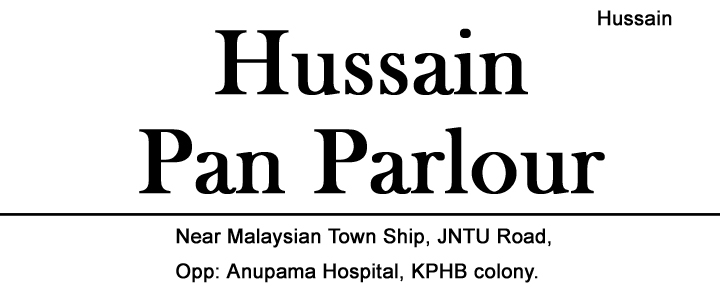 Hussain
Hussain
Pan Parlour
Near Malaysian Town Ship, JNTU Road,
Opp: Anupama Hospital, KPHB colony.